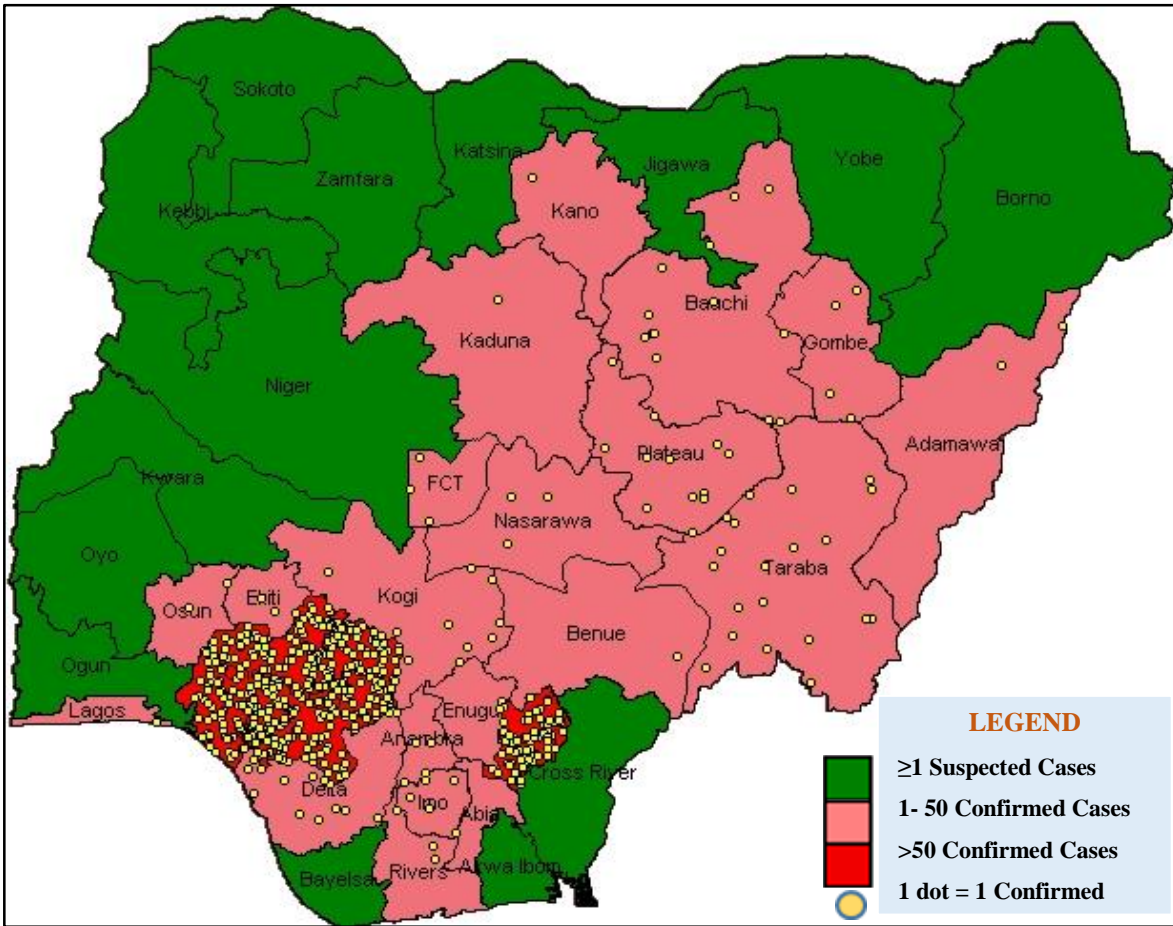 Sokoto
Katsina
Jigawa
Yobe
Zamfara
Borno
Kebbi
Kano
Bauchi
Gombe
Kaduna
Niger
Adamawa
Plateau
FCT
Kwara
Nasarawa
Oyo
Taraba
Osun
Ekiti
Kogi
Benue
Ogun
Lagos
Enugu
Anambra
Cross River
Delta
Imo
Abia
Bayelsa
Rivers
Akwa Ibom
LEGEND
≥1 Suspected Cases
1- 50 Confirmed Cases
>50 Confirmed Cases
1 dot = 1 Confirmed